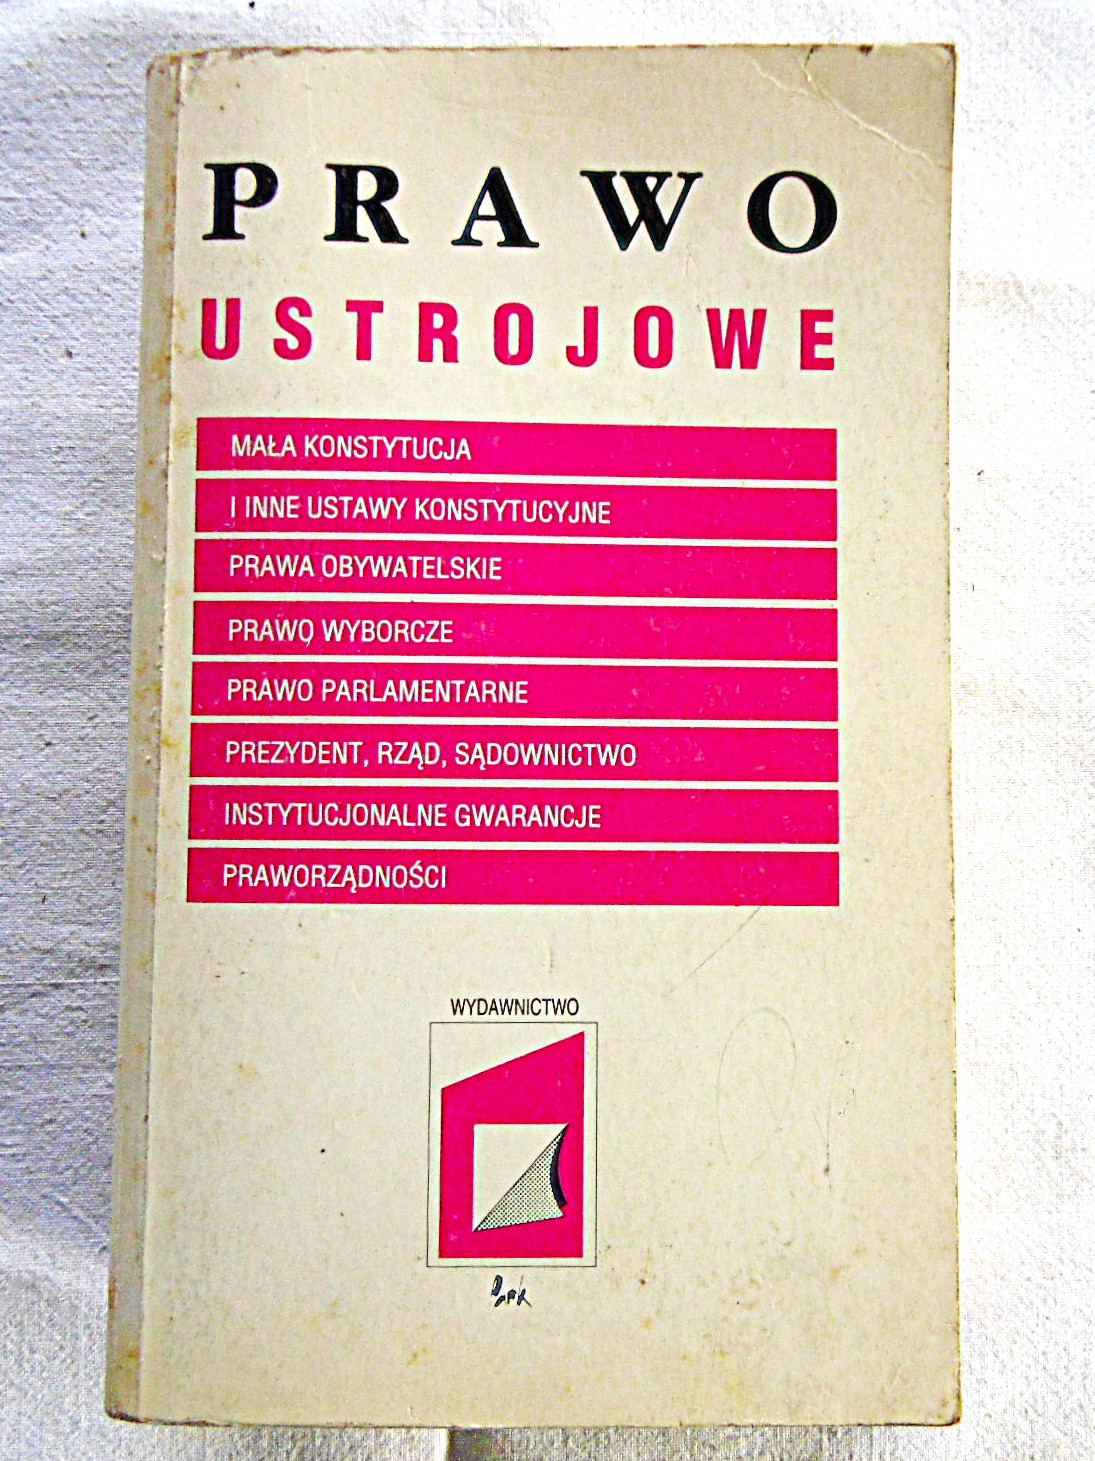 PRAWO
USTROJOWE
MAŁA KONSTYTUCJA
I INNE USTAWY KONSTYTUCYJNE
PRAWA OBYWATELSKIE
PRAWO WYBORCZE
PRAWO PARLAMENTARNE
PREZYDENT, RZĄD, SĄDOWNICTWO
INSTYTUCJONALNE GWARANCJE
PRAWORZĄDNOŚCI
WYDAWNICTWO
Park